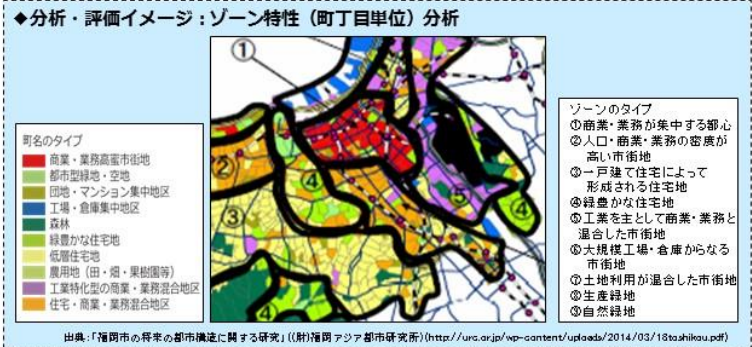 ◆分析・評価イメージ:ゾーン特性(町丁目単位)分析
①
②
③
④
④
④
⑤
町名のタイプ
商業・業務高密市街地
都市型緑地・空地
団地・マンション集中地区
工場・倉庫集中地区
森林
緑豊かな住宅地
低層住宅地
農用地(田・畑・果樹園等)
工業特化型の商業・業務混合地区
住宅・商業・業務混合地区
ゾーンのタイプ
①商業・業務が集中する都心
②人口・商業・業務の密度が
高い市街地
③一戸建て住宅によって
形成される住宅地
④緑豊かな住宅地
⑤工業を主として商業・業務と
混合した市街地
⑥大規模工場・倉庫からなる
市街地
⑦土地利用が混合した市街地
⑧生産緑地
⑨自然緑地
出典:「福岡市の将来の都市構造に関する研究」((財)福岡アジア都市研究所)(http://urc.or.jp/wp-content/uploads/2014/03/18toshikou.pdf)